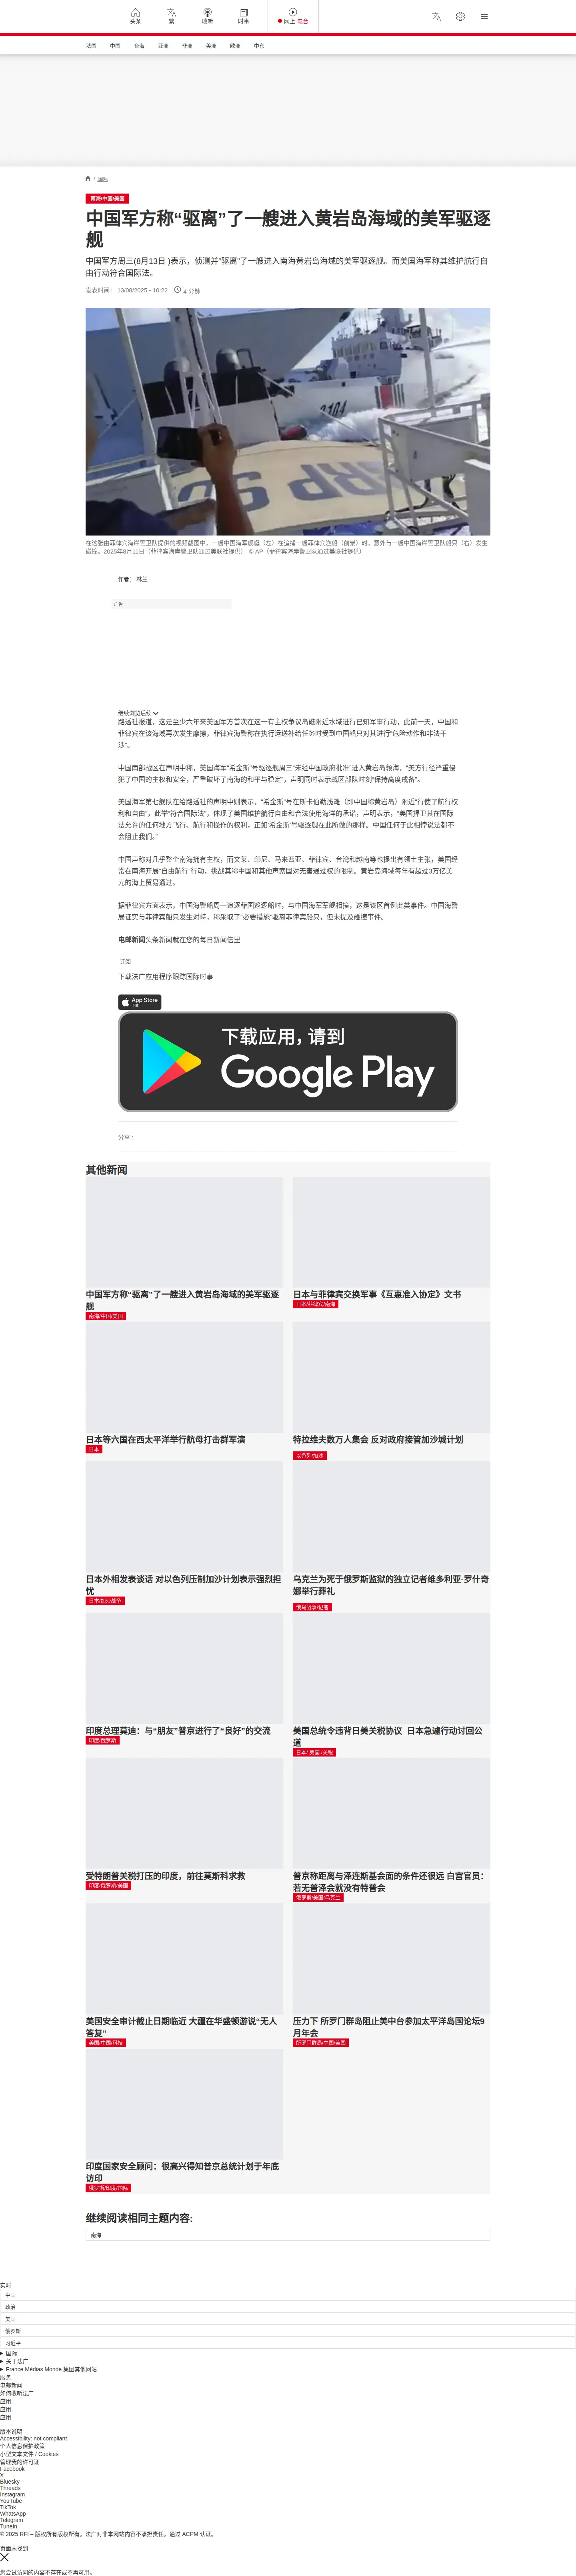 头条
繁
收听
时事
网上 电台
法国 中国 台海 亚洲 非洲 美洲 欧洲 中东
/ 国际
南海/中国/美国
中国军方称“驱离”了一艘进入黄岩岛海域的美军驱逐
舰
中国军方周三(8月13日 )表示，侦测并“驱离”了一艘进入南海黄岩岛海域的美军驱逐舰。而美国海军称其维护航行自
由行动符合国际法。
发表时间： 13/08/2025 - 10:22 4 分钟
3104
在这张由菲律宾海岸警卫队提供的视频截图中，一艘中国海军舰艇（左）在追捕一艘菲律宾渔船（前景）时，意外与一艘中国海岸警卫队船只（右）发生
碰撞。2025年8月11日（菲律宾海岸警卫队通过美联社提供） © AP（菲律宾海岸警卫队通过美联社提供）
作者： 林兰
广告
继续浏览后续
路透社报道，这是至少六年来美国军方首次在这一有主权争议岛礁附近水域进行已知军事行动，此前一天，中国和
菲律宾在该海域再次发生摩擦，菲律宾海警称在执行运送补给任务时受到中国船只对其进行“危险动作和非法干
涉”。
中国南部战区在声明中称，美国海军“希金斯”号驱逐舰周三“未经中国政府批准”进入黄岩岛领海，“美方行径严重侵
犯了中国的主权和安全，严重破坏了南海的和平与稳定”，声明同时表示战区部队时刻“保持高度戒备”。
美国海军第七舰队在给路透社的声明中则表示，“希金斯”号在斯卡伯勒浅滩（即中国称黄岩岛）附近“行使了航行权
利和自由”，此举“符合国际法”，体现了美国维护航行自由和合法使用海洋的承诺，声明表示，“美国捍卫其在国际
法允许的任何地方飞行、航行和操作的权利，正如‘希金斯’号驱逐舰在此所做的那样。中国任何于此相悖说法都不
会阻止我们。”
中国声称对几乎整个南海拥有主权，而文莱、印尼、马来西亚、菲律宾、台湾和越南等也提出有领土主张，美国经
常在南海开展“自由航行”行动，挑战其称中国和其他声索国对无害通过权的限制。黄岩岛海域每年有超过3万亿美
元的海上贸易通过。
据菲律宾方面表示，中国海警船周一追逐菲国巡逻船时，与中国海军军舰相撞，这是该区首例此类事件。中国海警
局证实与菲律宾船只发生对峙，称采取了“必要措施”驱离菲律宾船只，但未提及碰撞事件。
电邮新闻头条新闻就在您的每日新闻信里
订阅
下载法广应用程序跟踪国际时事
App Store
下载
下载应用，请到
Google Play
分享 :
其他新闻
中国军方称“驱离”了一艘进入黄岩岛海域的美军驱逐
舰
南海/中国/美国
日本与菲律宾交换军事《互惠准入协定》文书
日本/菲律宾/南海
日本等六国在西太平洋举行航母打击群军演
日本
特拉维夫数万人集会 反对政府接管加沙城计划
以色列/加沙
日本外相发表谈话 对以色列压制加沙计划表示强烈担
忧
日本/加沙战争
乌克兰为死于俄罗斯监狱的独立记者维多利亚·罗什奇
娜举行葬礼
俄乌战争/记者
印度总理莫迪：与“朋友”普京进行了“良好”的交流
印度/俄罗斯
美国总统令违背日美关税协议 日本急遽行动讨回公
道
日本/ 美国 /关税
受特朗普关税打压的印度，前往莫斯科求救
印度/俄罗斯/美国
普京称距离与泽连斯基会面的条件还很远 白宫官员：
若无普泽会就没有特普会
俄罗斯/美国/乌克兰
美国安全审计截止日期临近 大疆在华盛顿游说“无人
答复”
美国/中国/科技
压力下 所罗门群岛阻止美中台参加太平洋岛国论坛9
月年会
所罗门群岛/中国/美国
印度国家安全顾问：很高兴得知普京总统计划于年底
访印
俄罗斯/印度/国际
继续阅读相同主题内容:
南海
实时
中国
政治
美国
俄罗斯
习近平
国际
关于法广
France Médias Monde 集团其他网站
服务
电邮新闻
如何收听法广
应用
应用
应用
版本说明
Accessibility: not compliant
个人信息保护政策
小型文本文件 / Cookies
管理我的许可证
Facebook
X
Bluesky
Threads
Instagram
YouTube
TikTok
WhatsApp
Telegram
TuneIn
© 2025 RFI – 版权所有版权所有。法广对非本网站内容不承担责任。通过 ACPM 认证。
页面未找到
您尝试访问的内容不存在或不再可用。